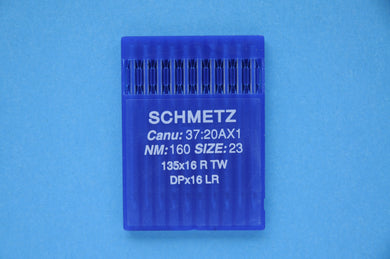 SCHMETZ
Canu: 37:20AX1
NM:160 SIZE:23
135x16 R TW
DPx16 LR